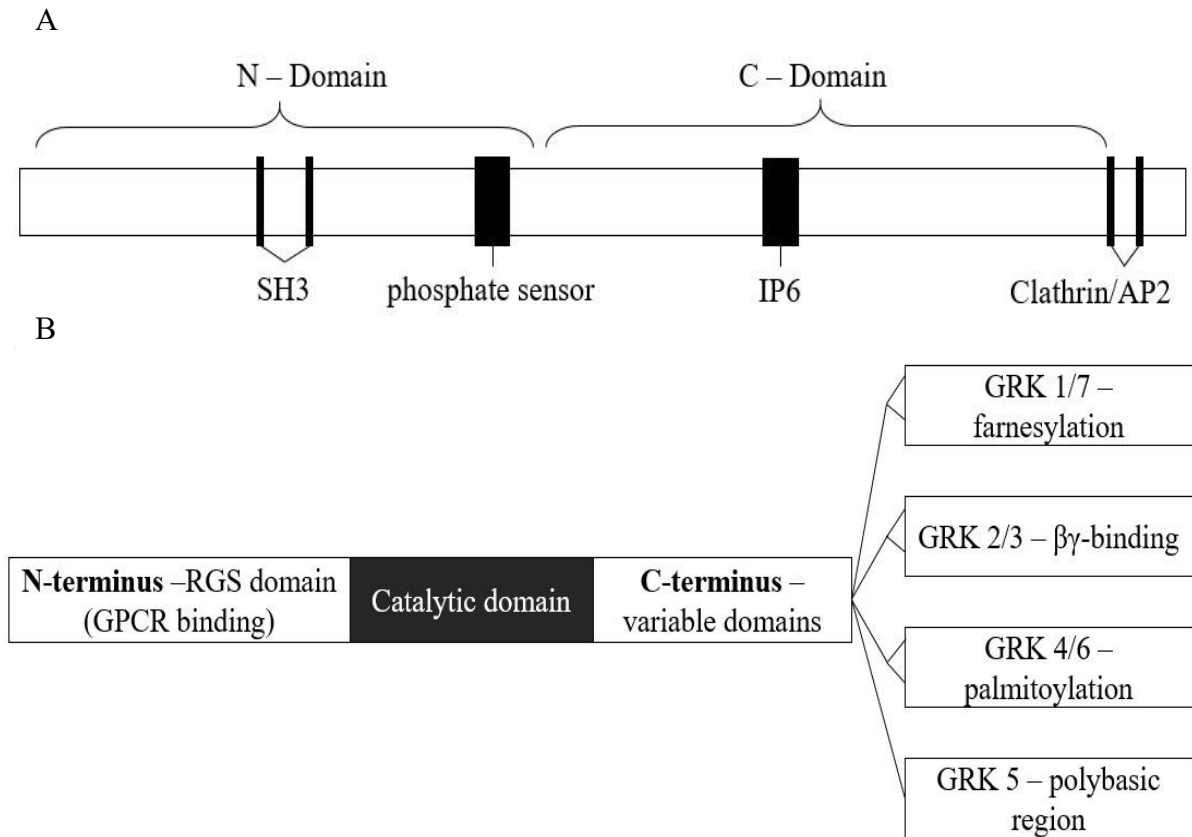 A
N – Domain
C – Domain
SH3
phosphate sensor
IP6
Clathrin/AP2
B
N-terminus –RGS domain
(GPCR binding)
Catalytic domain
C-terminus –
variable domains
GRK 1/7 –
farnesylation
GRK 2/3 – βγ-binding
GRK 4/6 –
palmitoylation
GRK 5 – polybasic
region